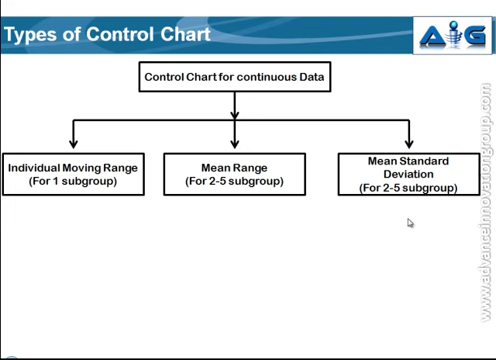 Types of Control Chart
AiG
Control Chart for continuous Data
Individual Moving Range
(For 1 subgroup)
Mean Range
(For 2-5 subgroup)
Mean Standard
Deviation
(For 2-5 subgroup)
www.advanceinnovationgroup.com